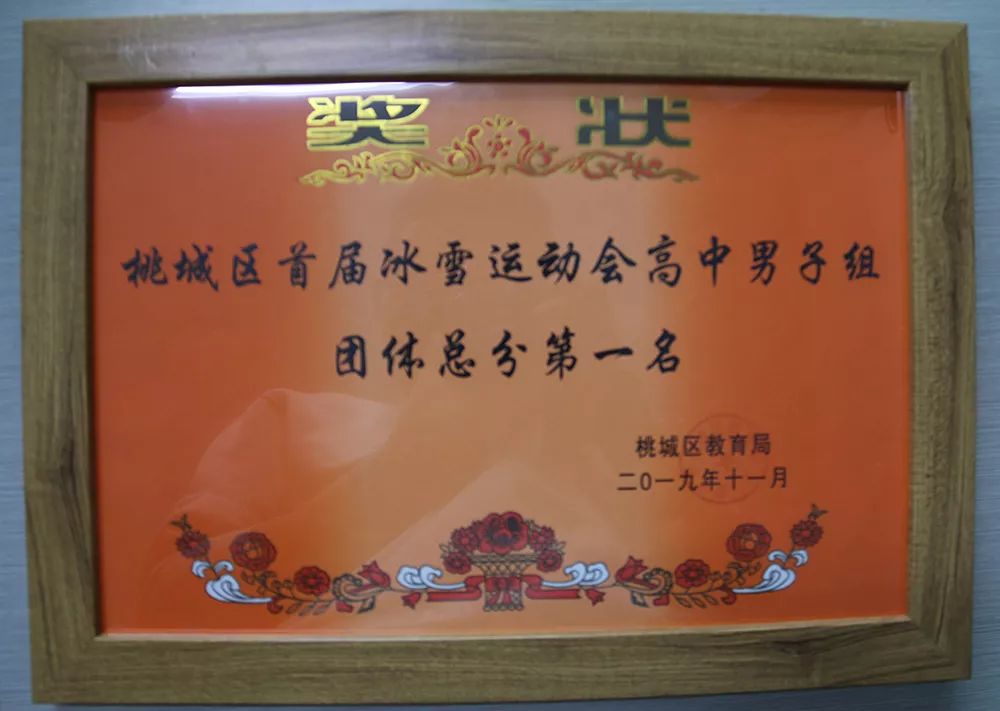 奖状
桃城区首届冰雪运动会高中男子组
团体总分第一名
桃城区教育局
二0一九年十一月